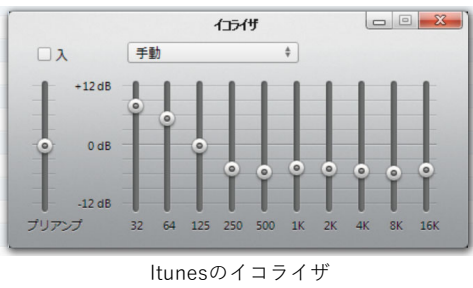 イコライザ
入
手動
+12 dB
0 dB
-12 dB
プリアンプ 32 64 125 250 500 1K 2K 4K 8K 16K
Itunesのイコライザ